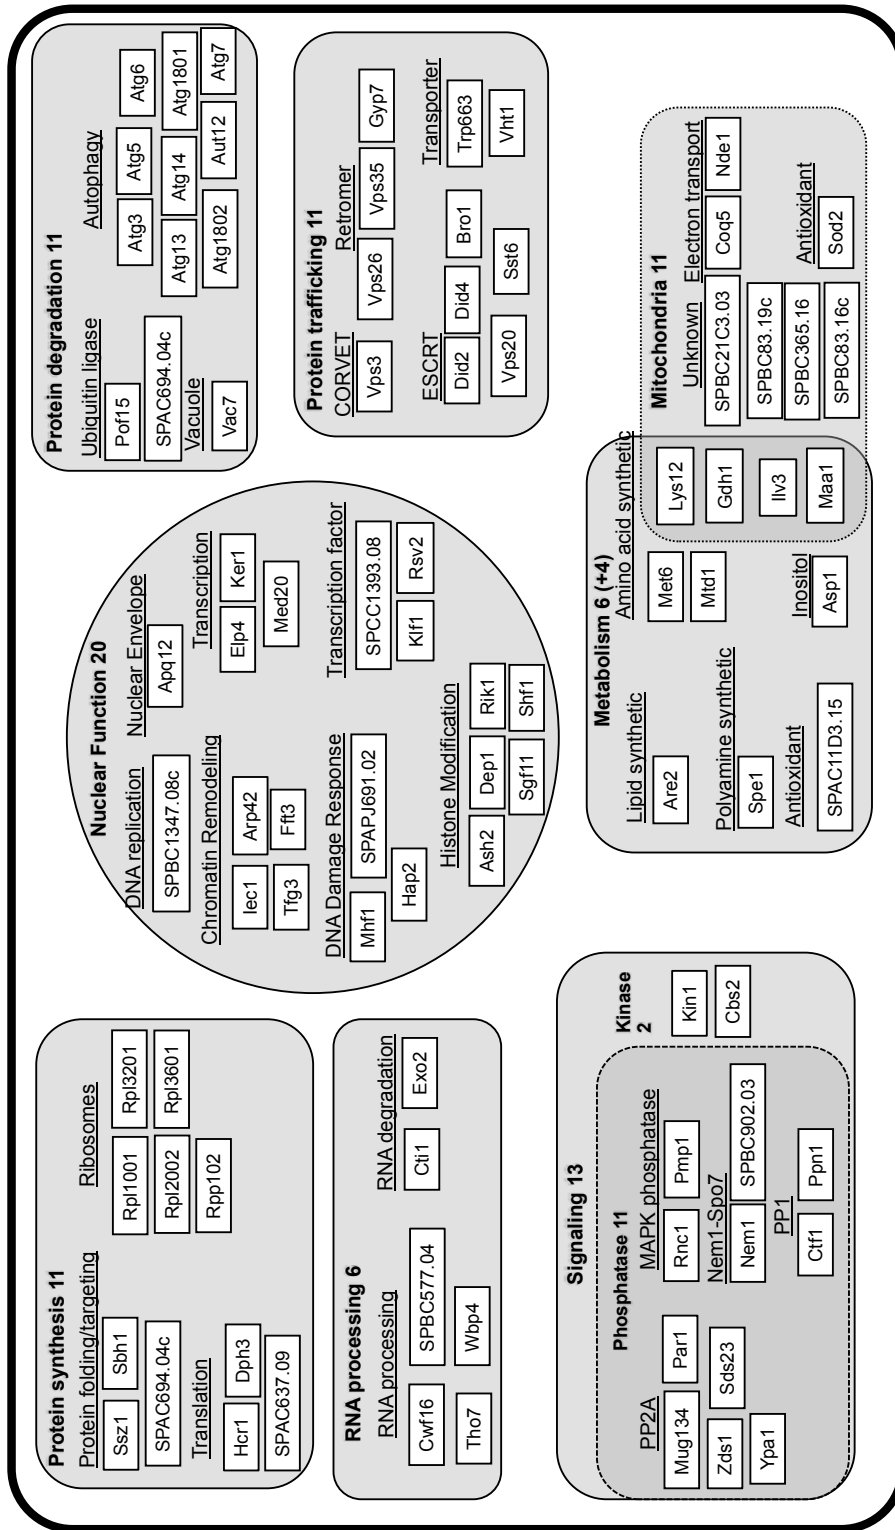 Protein synthesis 11
Protein folding/targeting
Ssz1
Sbh1
SPAC694.04c
Translation
Hcr1
Dph3
SPAC637.09
Ribosomes
Rpl1001
Rpl3201
Rpl2002
Rpl3601
Rpp102
RNA processing 6
RNA processing
Cwf16
SPBC577.04
Tho7
Wbp4
RNA degradation
Cti1
Exo2
Signaling 13
Phosphatase 11
PP2A
Mug134
Par1
Zds1
Sds23
Ypa1
MAPK phosphatase
Rnc1
Pmp1
Nem1-Spo7
Nem1
SPBC902.03
PP1
Ctf1
Ppn1
Kinase
2
Kin1
Cbs2
Nuclear Function 20
DNA replication
SPBC1347.08c
Nuclear Envelope
Apq12
Chromatin Remodeling
Iec1
Arp42
Tfg3
Fft3
Transcription
Elp4
Ker1
Med20
DNA Damage Response
Mhf1
SPAPJ691.02
Hap2
Transcription factor
SPCC1393.08
Klf1
Rsv2
Histone Modification
Ash2
Dep1
Rik1
Sgf11
Shf1
Metabolism 6 (+4)
Lipid synthetic
Are2
Polyamine synthetic
Spe1
Antioxidant
SPAC11D3.15
Amino acid synthetic
Met6
Mtd1
Lys12
Gdh1
Ilv3
Maa1
Inositol
Asp1
Mitochondria 11
Unknown
SPBC21C3.03
SPBC83.19c
SPBC365.16
SPBC83.16c
Electron transport
Coq5
Nde1
Antioxidant
Sod2
Protein degradation 11
Ubiquitin ligase
Pof15
SPAC694.04c
Vacuole
Vac7
Autophagy
Atg3
Atg5
Atg6
Atg13
Atg14
Atg1801
Atg1802
Aut12
Atg7
Protein trafficking 11
CORVET
Vps3
Retromer
Vps26
Vps35
Gyp7
ESCRT
Did2
Did4
Bro1
Vps20
Sst6
Transporter
Trp663
Vht1